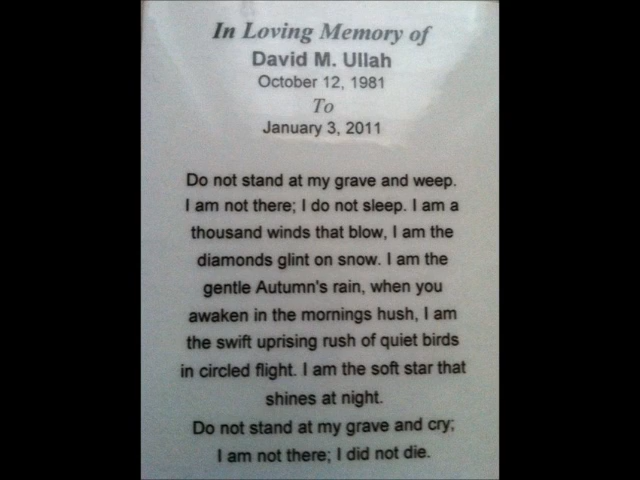 In Loving Memory of
David M. Ullah
October 12, 1981
To
January 3, 2011
Do not stand at my grave and weep.
I am not there; I do not sleep. I am a
thousand winds that blow, I am the
diamonds glint on snow. I am the
gentle Autumn's rain, when you
awaken in the mornings hush, I am
the swift uprising rush of quiet birds
in circled flight. I am the soft star that
shines at night.
Do not stand at my grave and cry;
I am not there; I did not die.